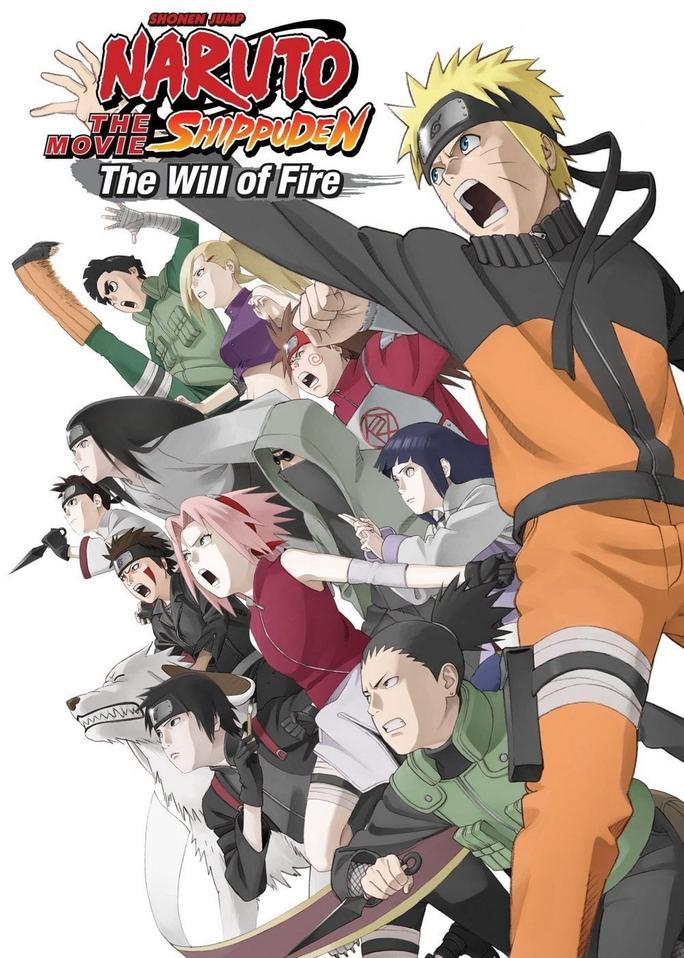 SHONEN JUMP
NARUTO
THE MOVIE SHIPPUDEN
The Will of Fire